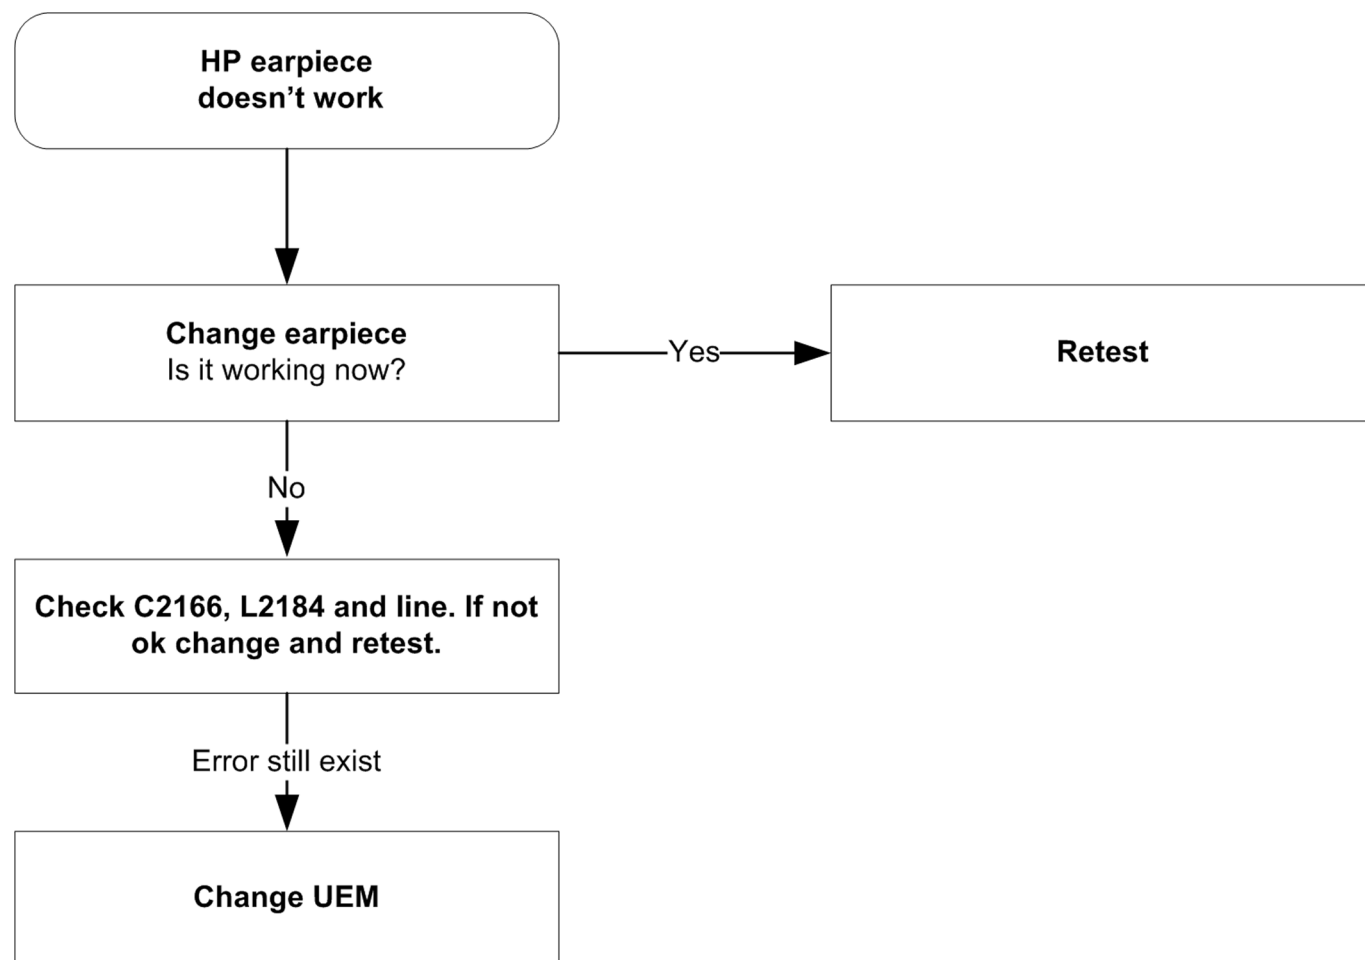 HP earpiece
doesn’t work
Change earpiece
Is it working now?
Yes
Retest
No
Check C2166, L2184 and line. If not
ok change and retest.
Error still exist
Change UEM